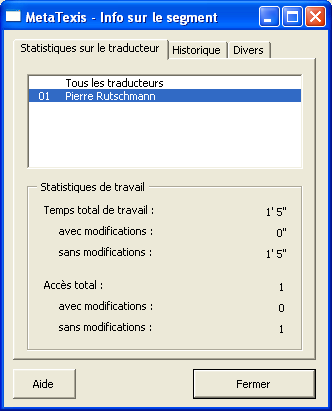 MetaTexis - Info sur le segment
Statistiques sur le traducteur Historique Divers
Tous les traducteurs
01 Pierre Rutschmann
Statistiques de travail
Temps total de travail : 1' 5"
avec modifications : 0"
sans modifications : 1' 5"
Accès total : 1
avec modifications : 0
sans modifications : 1
Aide Fermer